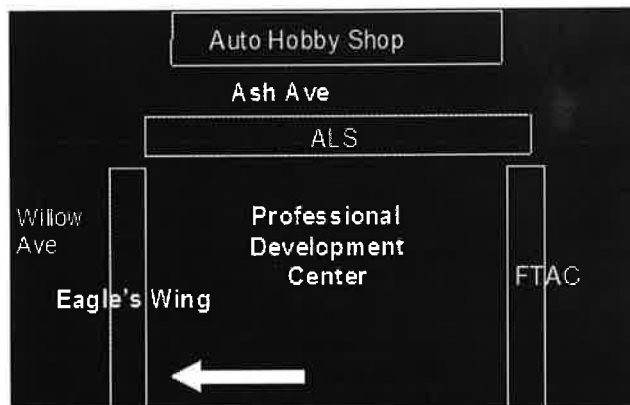 Auto Hobby Shop
Ash Ave
ALS
Willow
Ave
Professional
Development
Center
FTAC
Eagle's Wing